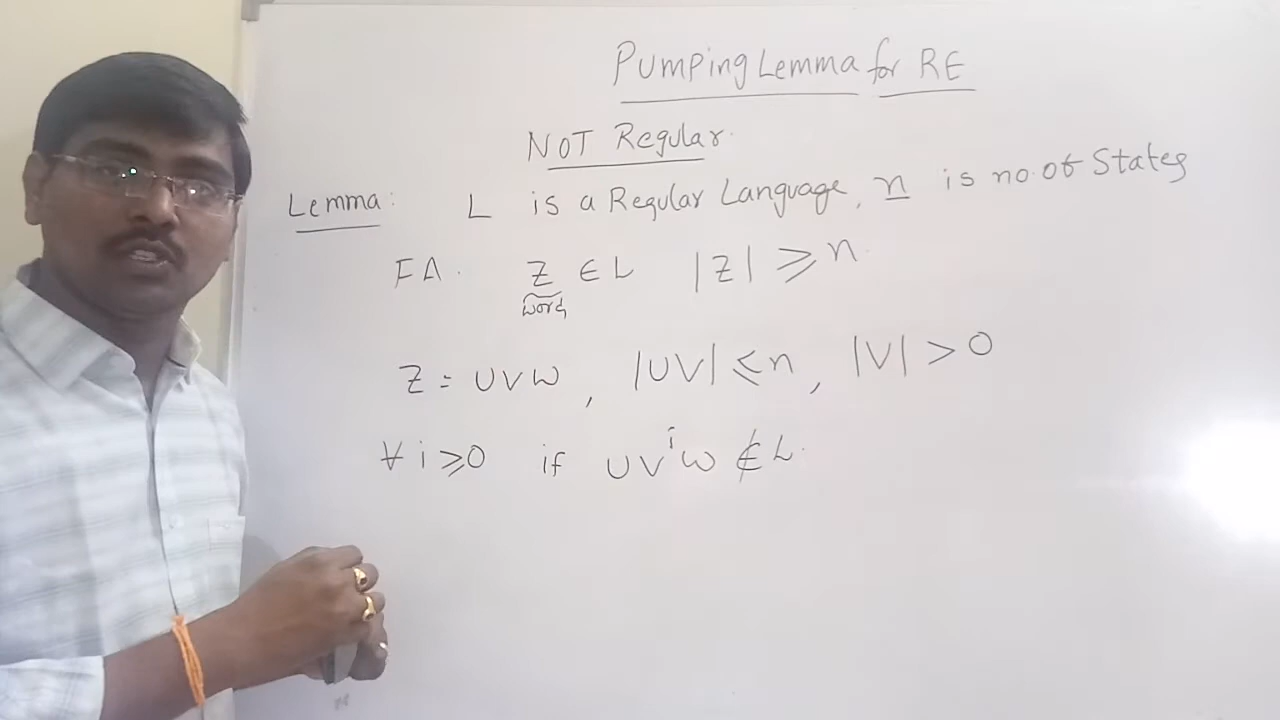 Pumping Lemma for RE
NOT Regular.
Lemma: L is a Regular Language, n is no. of States
FA. Z ∈ L |Z| ⩾ n.
word
Z = UVW, |UV| ⩽ n, |V| > 0
∀ i ⩾ 0 if UVⁱW ∉ L.